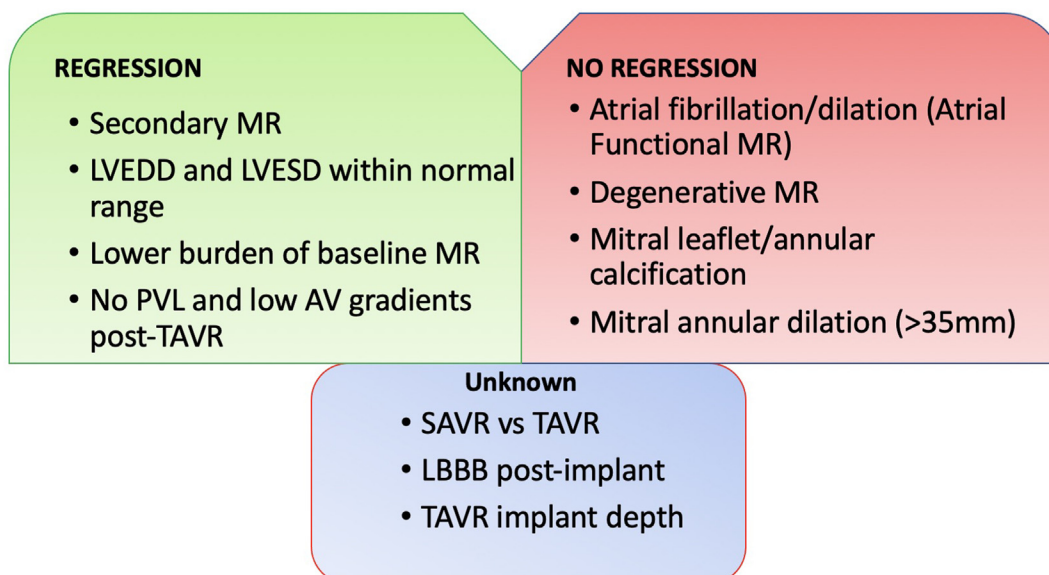 REGRESSION
• Secondary MR
• LVEDD and LVESD within normal
range
• Lower burden of baseline MR
• No PVL and low AV gradients
post-TAVR
NO REGRESSION
• Atrial fibrillation/dilation (Atrial
Functional MR)
• Degenerative MR
• Mitral leaflet/annular
calcification
• Mitral annular dilation (>35mm)
Unknown
• SAVR vs TAVR
• LBBB post-implant
• TAVR implant depth